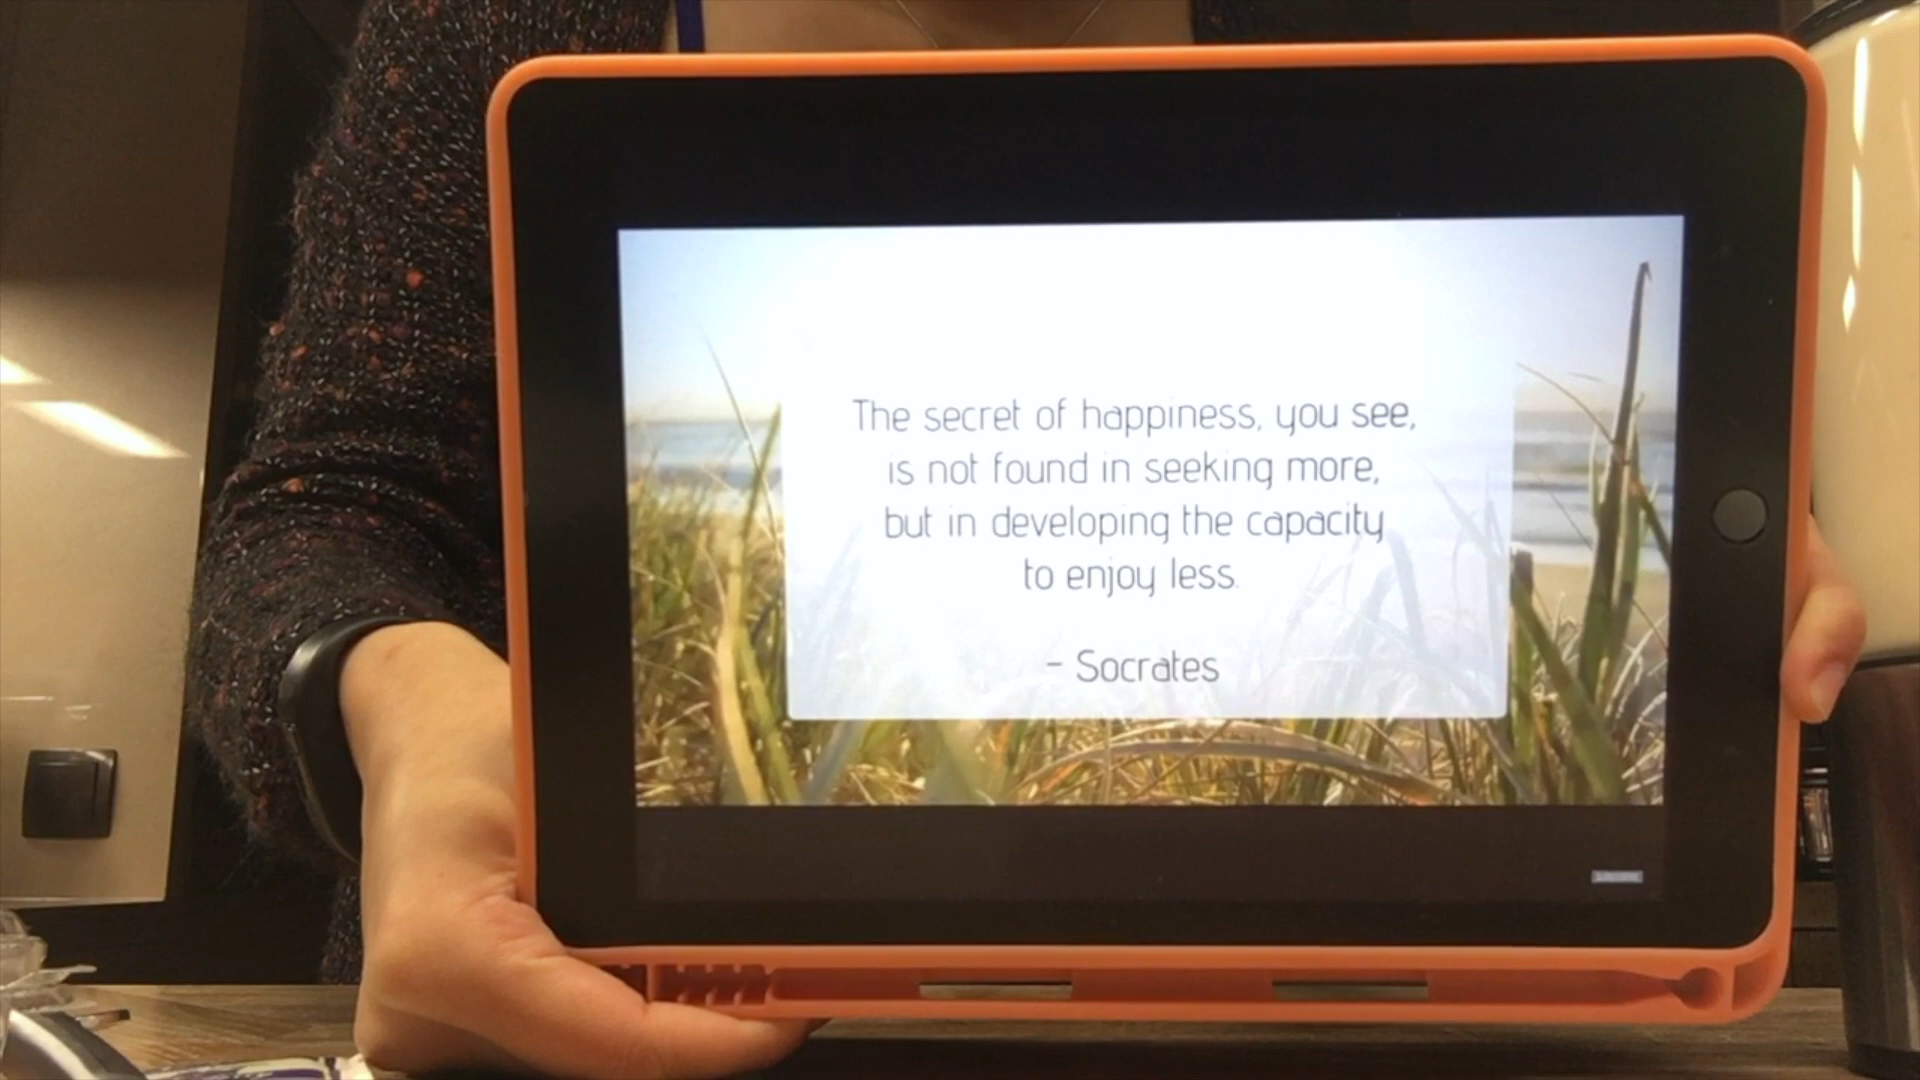 The secret of happiness, you see,
is not found in seeking more,
but in developing the capacity
to enjoy less.
– Socrates